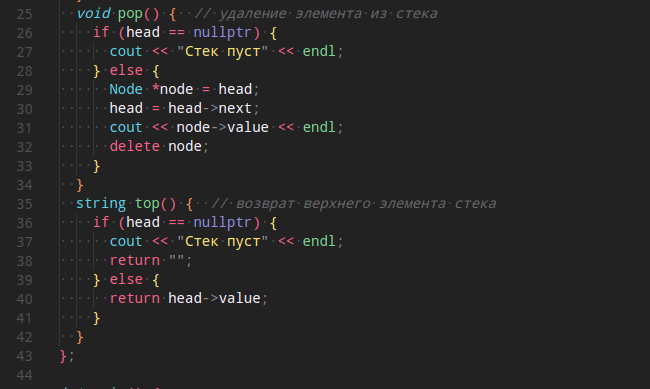 25 void pop() { // удаление элемента из стека
26 if (head == nullptr) {
27 cout << "Стек пуст" << endl;
28 } else {
29 Node *node = head;
30 head = head->next;
31 cout << node->value << endl;
32 delete node;
33 }
34 }
35 string top() { // возврат верхнего элемента стека
36 if (head == nullptr) {
37 cout << "Стек пуст" << endl;
38 return "";
39 } else {
40 return head->value;
41 }
42 }
43 };
44